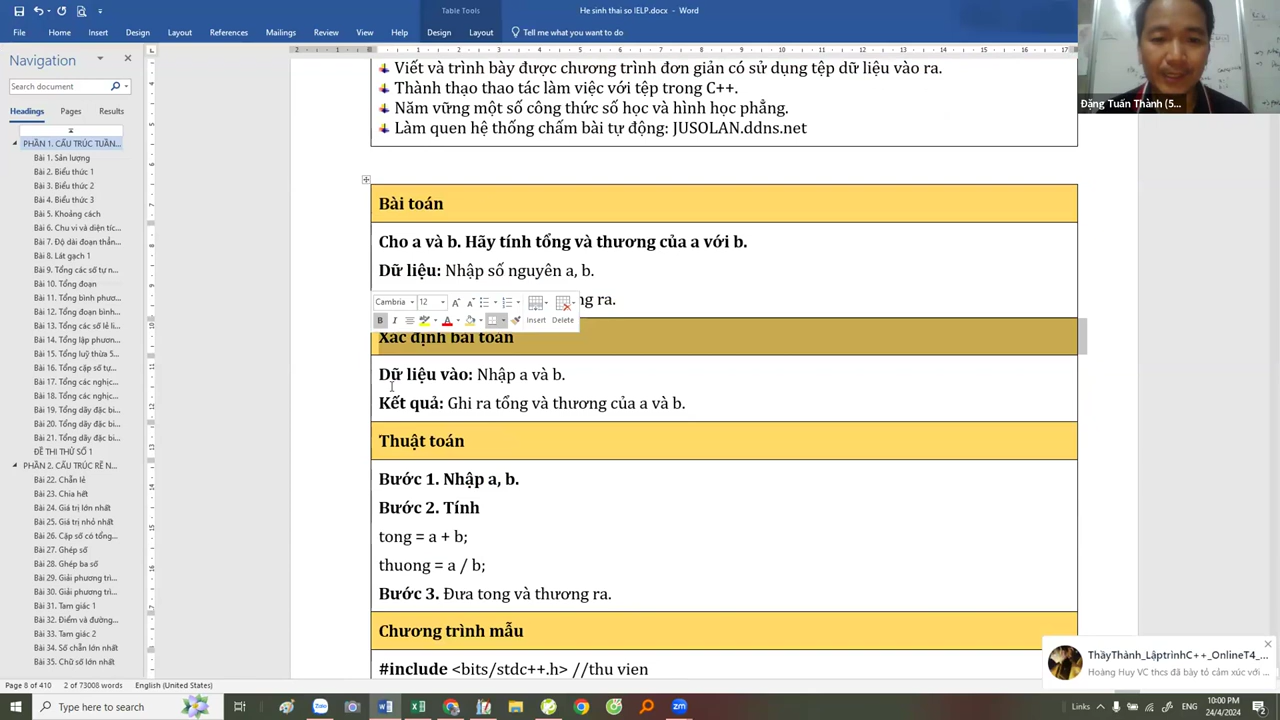 Table Tools
He sinh thai so IELP.docx - Word
File Home Insert Draw Design Layout References Mailings Review View Help Design Layout Tell me what you want to do
Navigation
Search document
Headings Pages Results
PHẦN 1. CẤU TRÚC TUẦN...
Bài 1. Sản lượng
Bài 2. Biểu thức 1
Bài 3. Biểu thức 2
Bài 4. Biểu thức 3
Bài 5. Khoảng cách
Bài 6. Chu vi và diện tíc...
Bài 7. Độ dài đoạn thẳn...
Bài 8. Lát gạch 1
Bài 9. Tổng các số tự n...
Bài 10. Tổng đoạn
Bài 11. Tổng bình phươ...
Bài 12. Tổng đoạn bình...
Bài 13. Tổng các số lẻ li...
Bài 14. Tổng lập phươn...
Bài 15. Tổng luỹ thừa 5...
Bài 16. Tổng cặp số tự...
Bài 17. Tổng các nghịc...
Bài 18. Tổng các nghịc...
Bài 19. Tổng dãy đặc bi...
Bài 20. Tổng dãy đặc bi...
Bài 21. Tổng dãy đặc bi...
ĐỀ THI THỬ SỐ 1
PHẦN 2. CẤU TRÚC RẼ N...
Bài 22. Chẵn lẻ
Bài 23. Chia hết
Bài 24. Giá trị lớn nhất
Bài 25. Giá trị nhỏ nhất
Bài 26. Cặp số có tổng...
Bài 27. Ghép số
Bài 28. Ghép ba số
Bài 29. Giải phương trì...
Bài 30. Giải phương trì...
Bài 31. Tam giác 1
Bài 32. Điểm và đường...
Bài 33. Tam giác 2
Bài 34. Số chẵn lớn nhất
Bài 35. Chữ số lớn nhất
Viết và trình bày được chương trình đơn giản có sử dụng tệp dữ liệu vào ra.
Thành thạo thao tác làm việc với tệp trong C++.
Năm vững một số công thức số học và hình học phẳng.
Làm quen hệ thống chấm bài tự động: JUSOLAN.ddns.net
Bài toán
Cho a và b. Hãy tính tổng và thương của a với b.
Dữ liệu: Nhập số nguyên a, b.
ng ra.
Cambria 12
Insert Delete
Xác định bài toán
Dữ liệu vào: Nhập a và b.
Kết quả: Ghi ra tổng và thương của a và b.
Thuật toán
Bước 1. Nhập a, b.
Bước 2. Tính
tong = a + b;
thuong = a / b;
Bước 3. Đưa tong và thương ra.
Chương trình mẫu
#include <bits/stdc++.h> //thu vien
Đặng Tuấn Thành (5...
ThầyThành_LậptrìnhC++_OnlineT4_...
Hoàng Huy VC thcs đã bày tỏ cảm xúc với ...
Page 8 of 410 2 of 73008 words English (United States)
Type here to search
Links
10:00 PM
24/4/2024